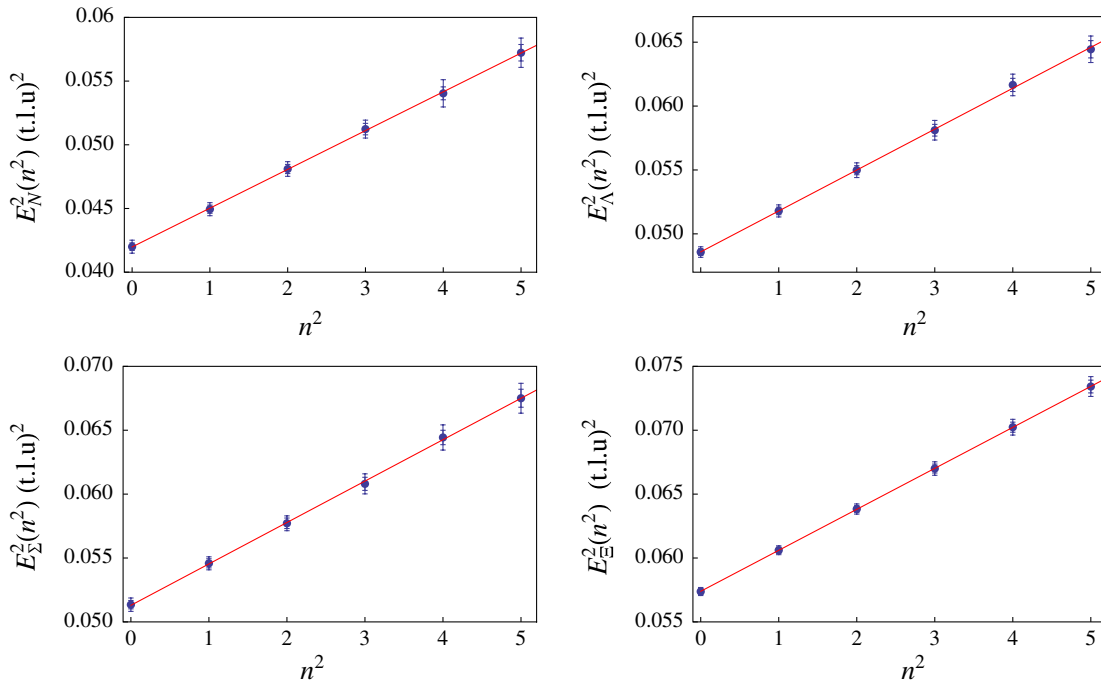 0.06
0.055
0.050
0.045
0.040
E_N^2(n^2) (t.l.u)^2
0 1 2 3 4 5
n^2
0.065
0.060
0.055
0.050
E_Λ^2(n^2) (t.l.u)^2
0 1 2 3 4 5
n^2
0.070
0.065
0.060
0.055
0.050
E_Σ^2(n^2) (t.l.u)^2
0 1 2 3 4 5
n^2
0.075
0.070
0.065
0.060
0.055
E_Ξ^2(n^2) (t.l.u)^2
0 1 2 3 4 5
n^2